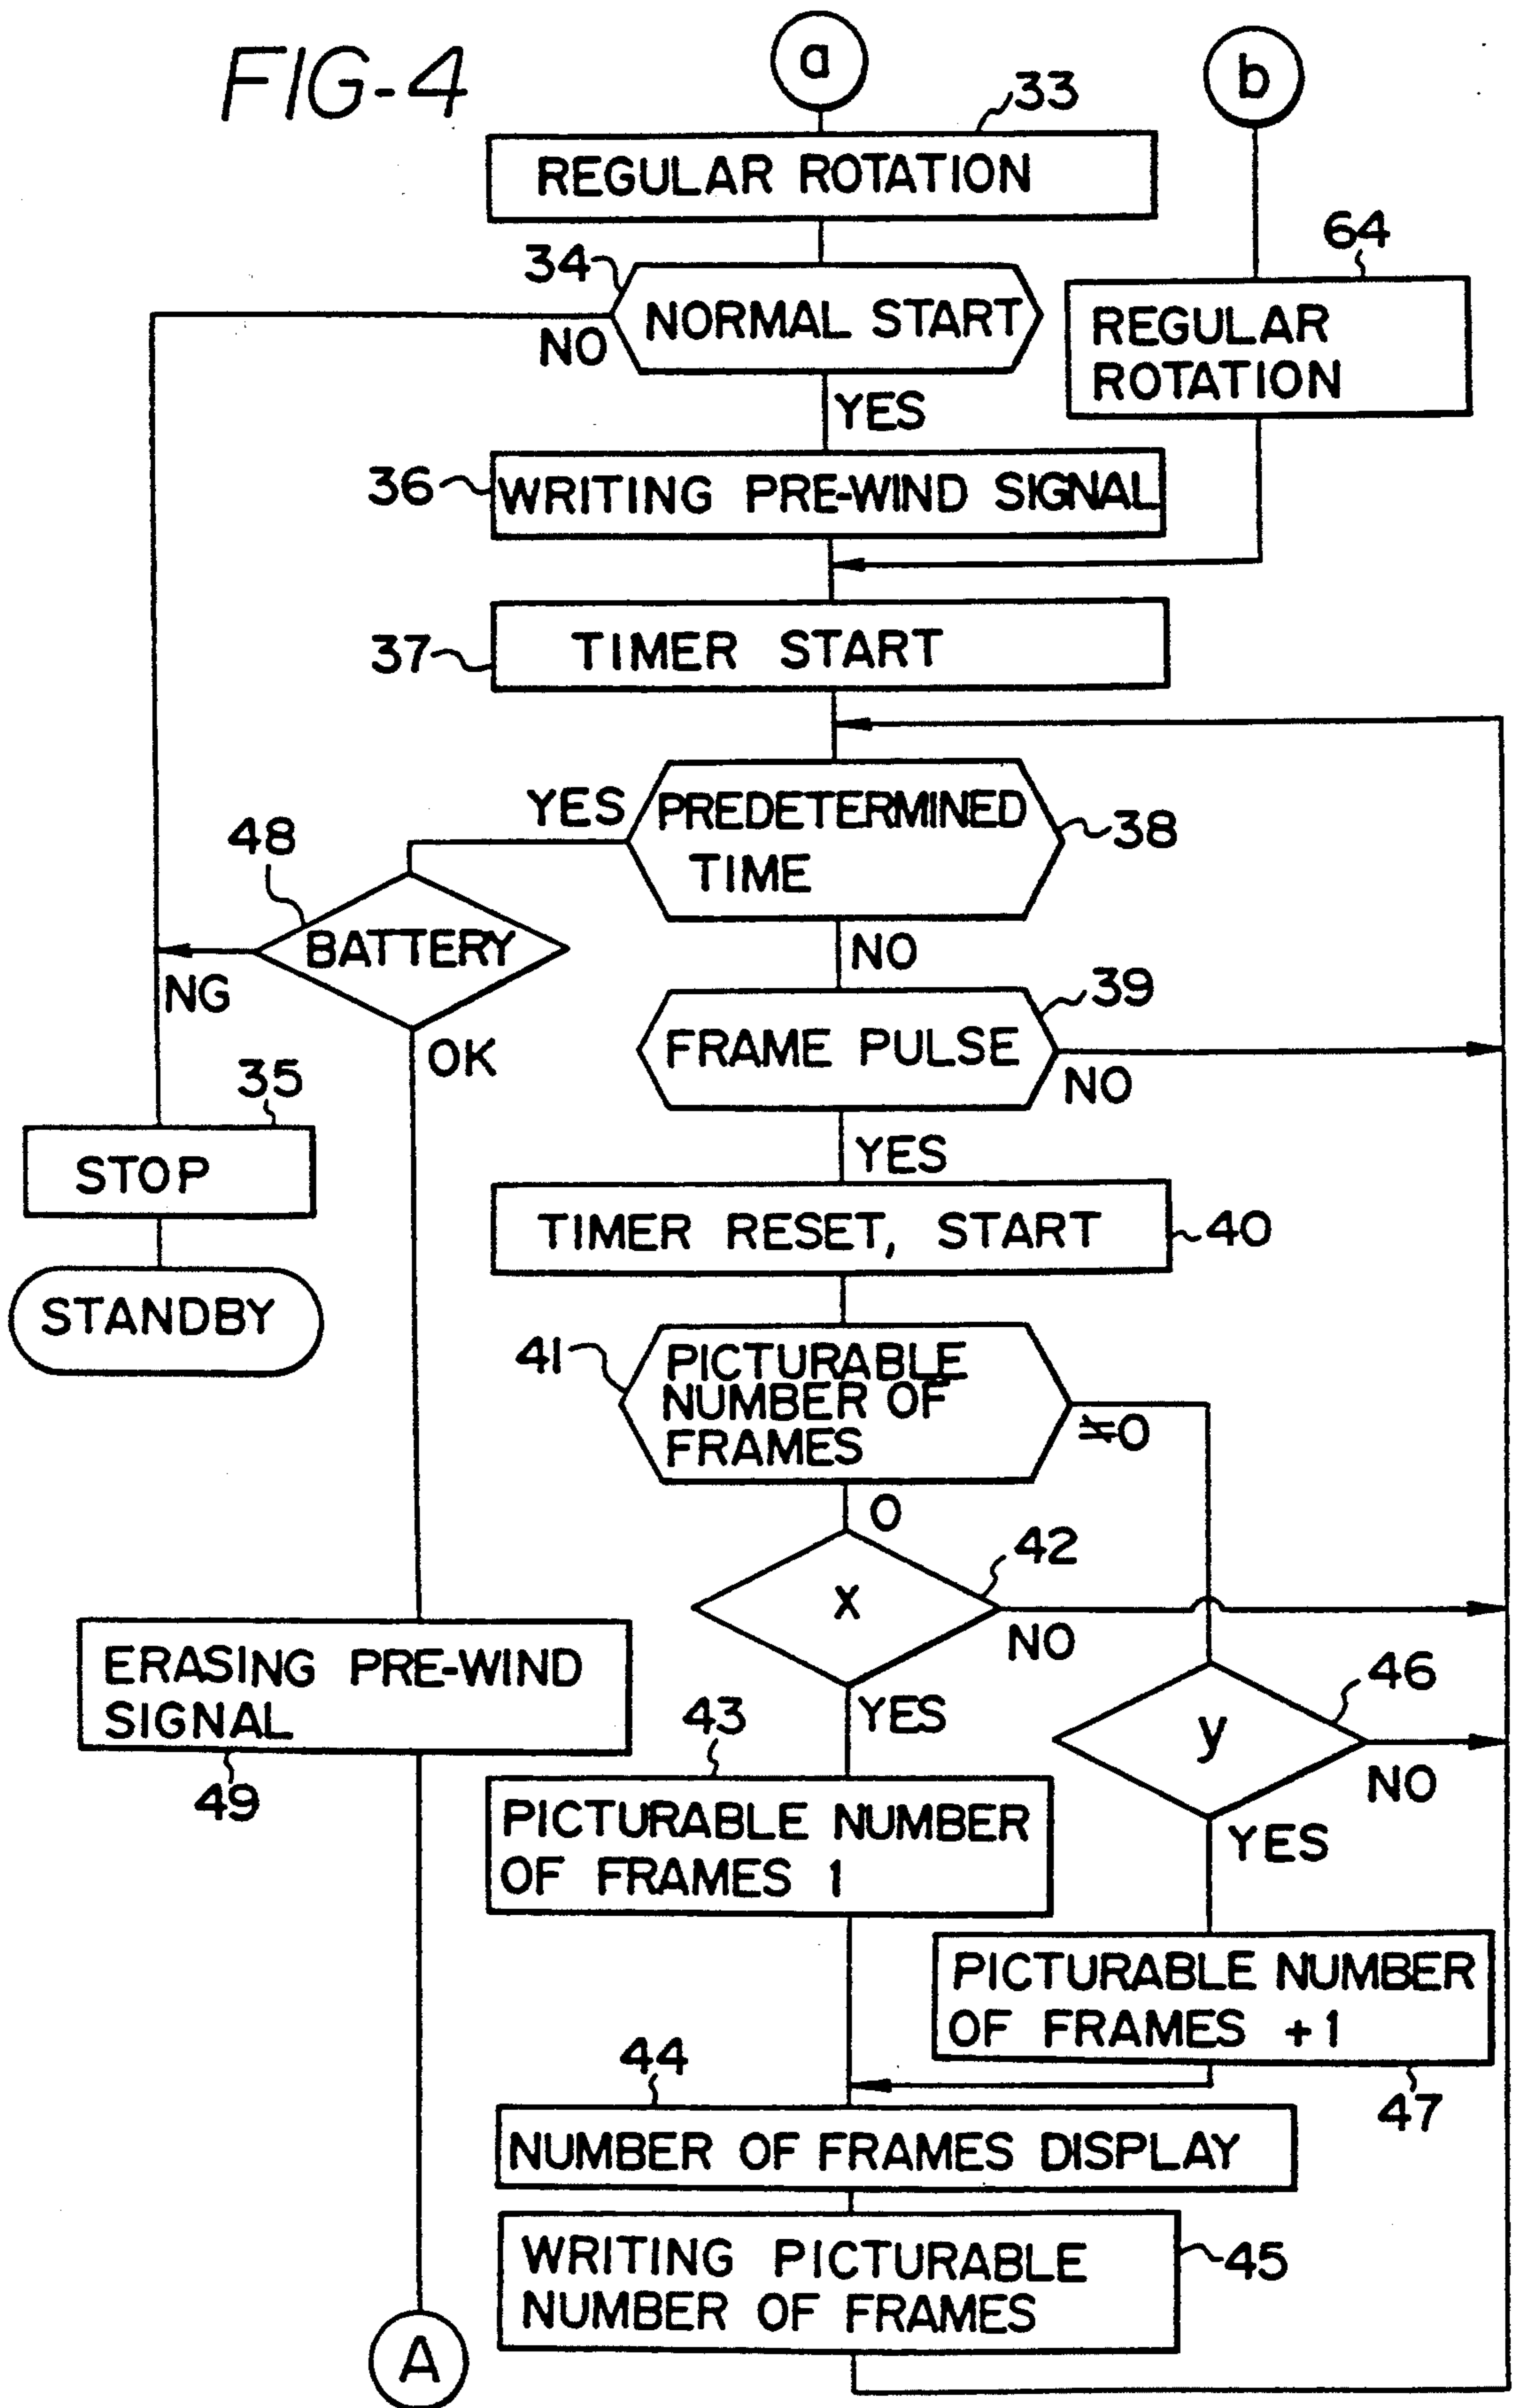 FIG-4
a
b
33
REGULAR ROTATION
64
34
NORMAL START
NO
REGULAR
ROTATION
YES
36
WRITING PRE-WIND SIGNAL
37
TIMER START
YES
PREDETERMINED
TIME
38
48
BATTERY
NG
OK
NO
39
FRAME PULSE
NO
35
STOP
YES
TIMER RESET, START
40
STANDBY
41
PICTURABLE
NUMBER OF
FRAMES
≠0
0
42
x
NO
ERASING PRE-WIND
SIGNAL
49
YES
46
y
NO
43
PICTURABLE NUMBER
OF FRAMES 1
YES
PICTURABLE NUMBER
OF FRAMES +1
47
44
NUMBER OF FRAMES DISPLAY
WRITING PICTURABLE
NUMBER OF FRAMES
45
A